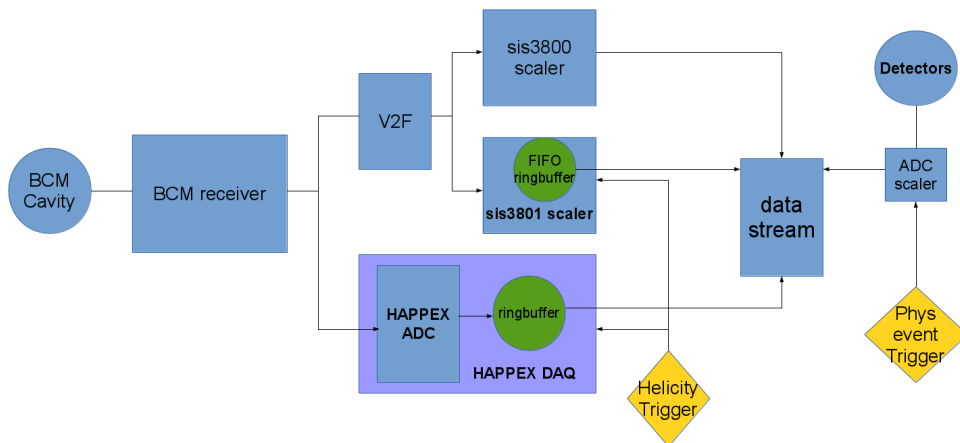 BCM
Cavity
BCM receiver
V2F
sis3800
scaler
FIFO
ringbuffer
sis3801 scaler
HAPPEX
ADC
ringbuffer
HAPPEX DAQ
Helicity
Trigger
data
stream
Detectors
ADC
scaler
Phys
event
Trigger